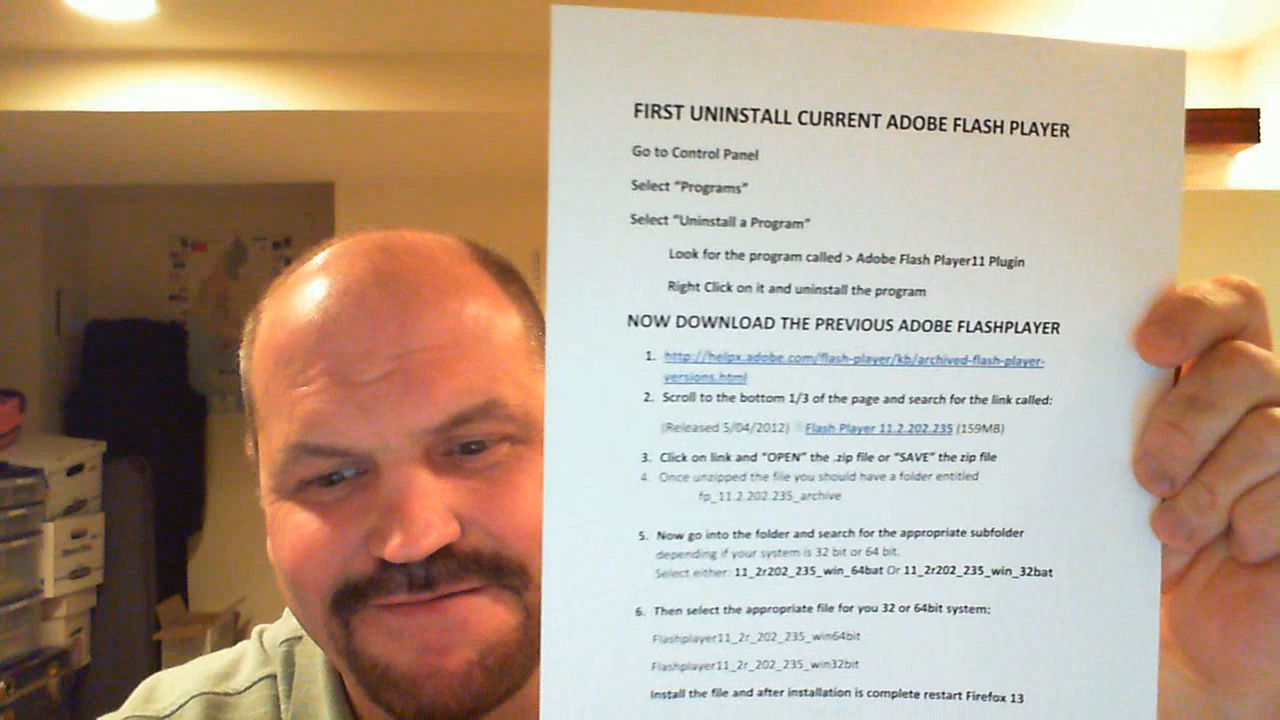 FIRST UNINSTALL CURRENT ADOBE FLASH PLAYER
Go to Control Panel
Select "Programs"
Select "Uninstall a Program"
Look for the program called > Adobe Flash Player11 Plugin
Right Click on it and uninstall the program
NOW DOWNLOAD THE PREVIOUS ADOBE FLASHPLAYER
1. http://helpx.adobe.com/flash-player/kb/archived-flash-player-
versions.html
2. Scroll to the bottom 1/3 of the page and search for the link called:
(Released 5/04/2012) Flash Player 11.2.202.235 (159MB)
3. Click on link and "OPEN" the .zip file or "SAVE" the zip file
4. Once unzipped the file you should have a folder entitled
fp_11.2.202.235_archive
5. Now go into the folder and search for the appropriate subfolder
depending if your system is 32 bit or 64 bit.
Select either: 11_2r202_235_win_64bat Or 11_2r202_235_win_32bat
6. Then select the appropriate file for you 32 or 64bit system:
Flashplayer11_2r_202_235_win64bit
Flashplayer11_2r_202_235_win32bit
Install the file and after installation is complete restart Firefox 13